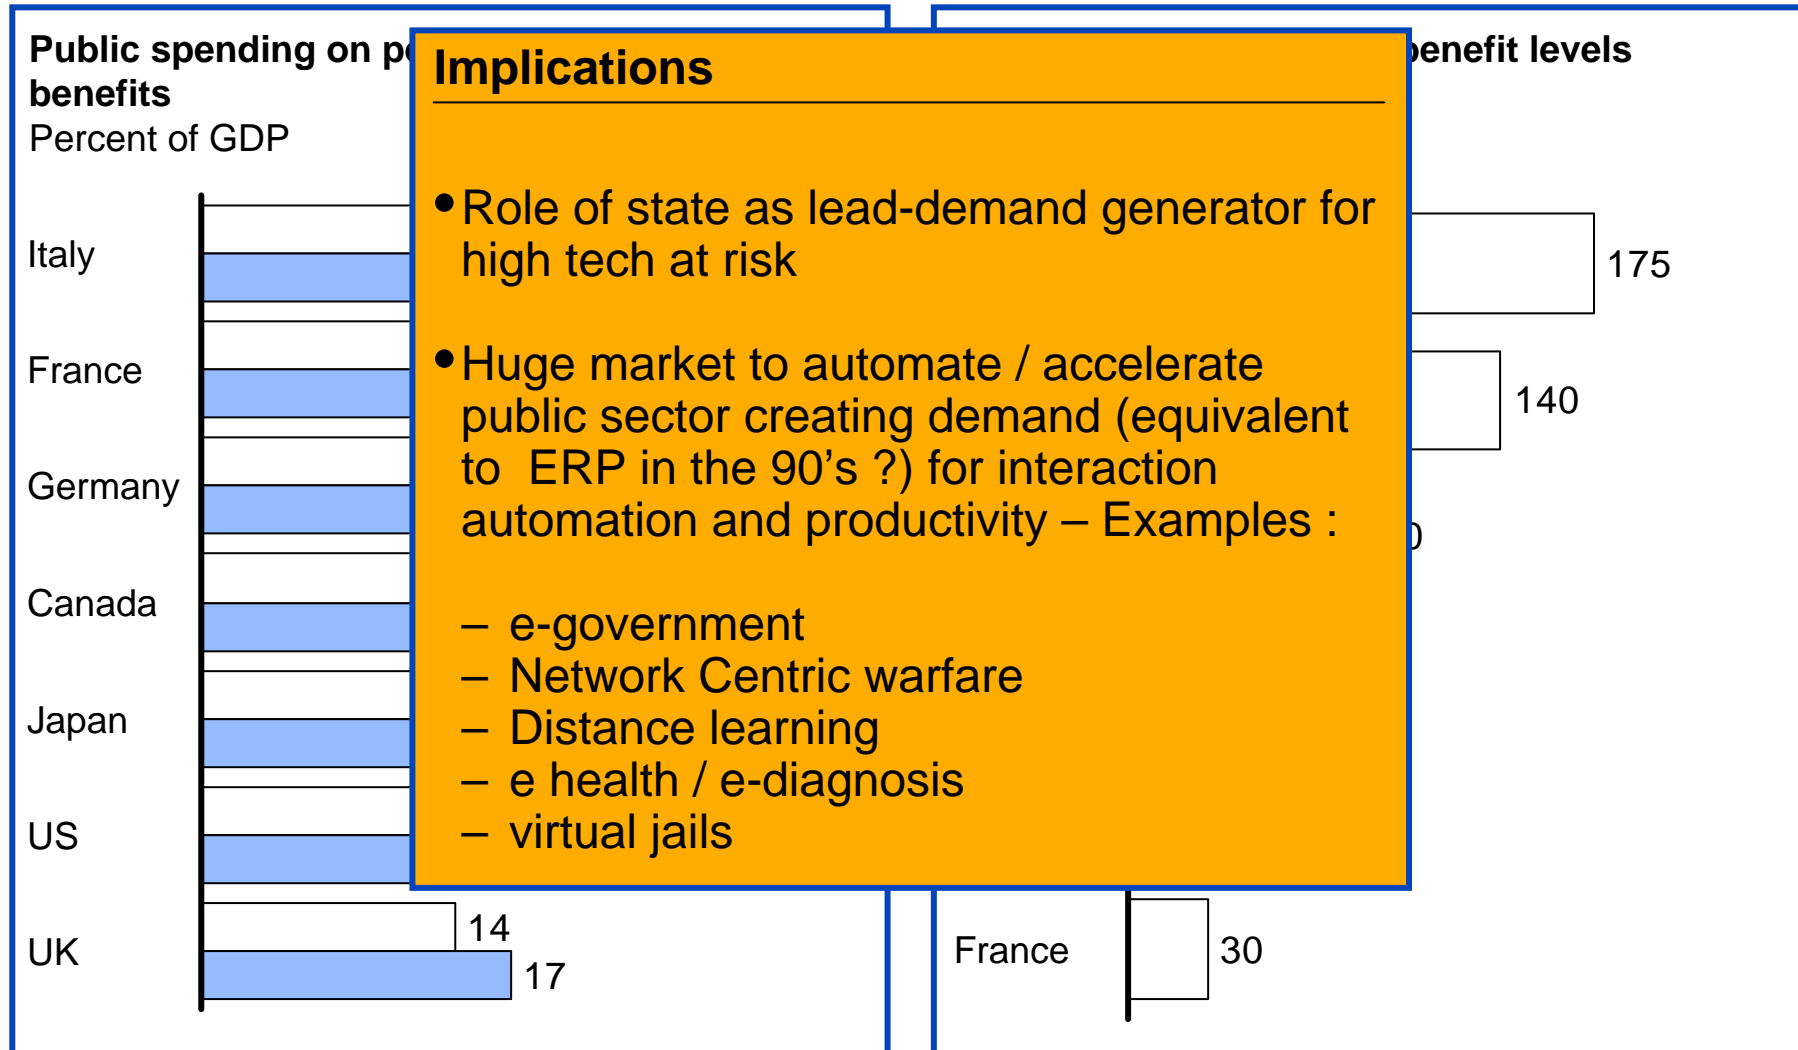 Public spending on
benefits
Percent of GDP
Italy
France
Germany
Canada
Japan
US
UK
14
17
Implications
•Role of state as lead-demand generator for
high tech at risk
•Huge market to automate / accelerate
public sector creating demand (equivalent
to ERP in the 90’s ?) for interaction
automation and productivity – Examples :
– e-government
– Network Centric warfare
– Distance learning
– e health / e-diagnosis
– virtual jails
benefit levels
175
140
France
30